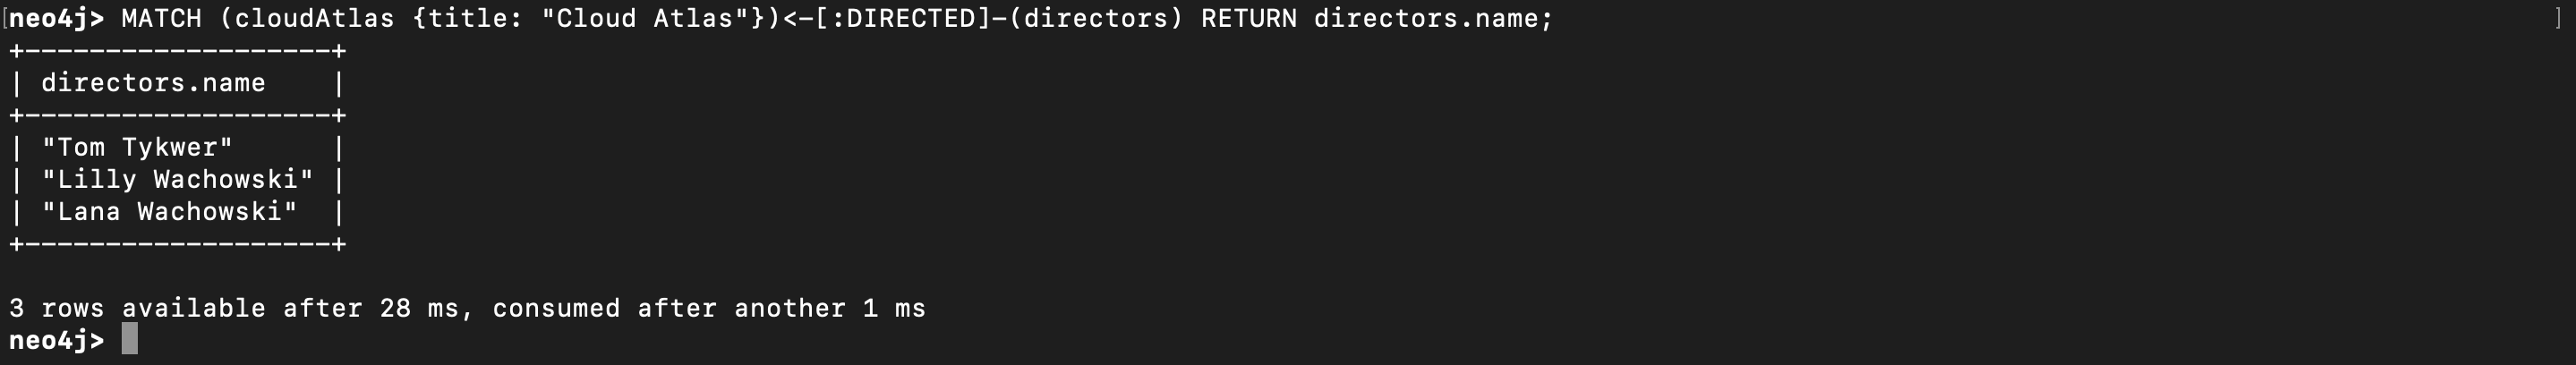 [neo4j> MATCH (cloudAtlas {title: "Cloud Atlas"})<-[:DIRECTED]-(directors) RETURN directors.name; ]
+-------------------+
| directors.name    |
+-------------------+
| "Tom Tykwer"      |
| "Lilly Wachowski" |
| "Lana Wachowski"  |
+-------------------+
3 rows available after 28 ms, consumed after another 1 ms
neo4j>